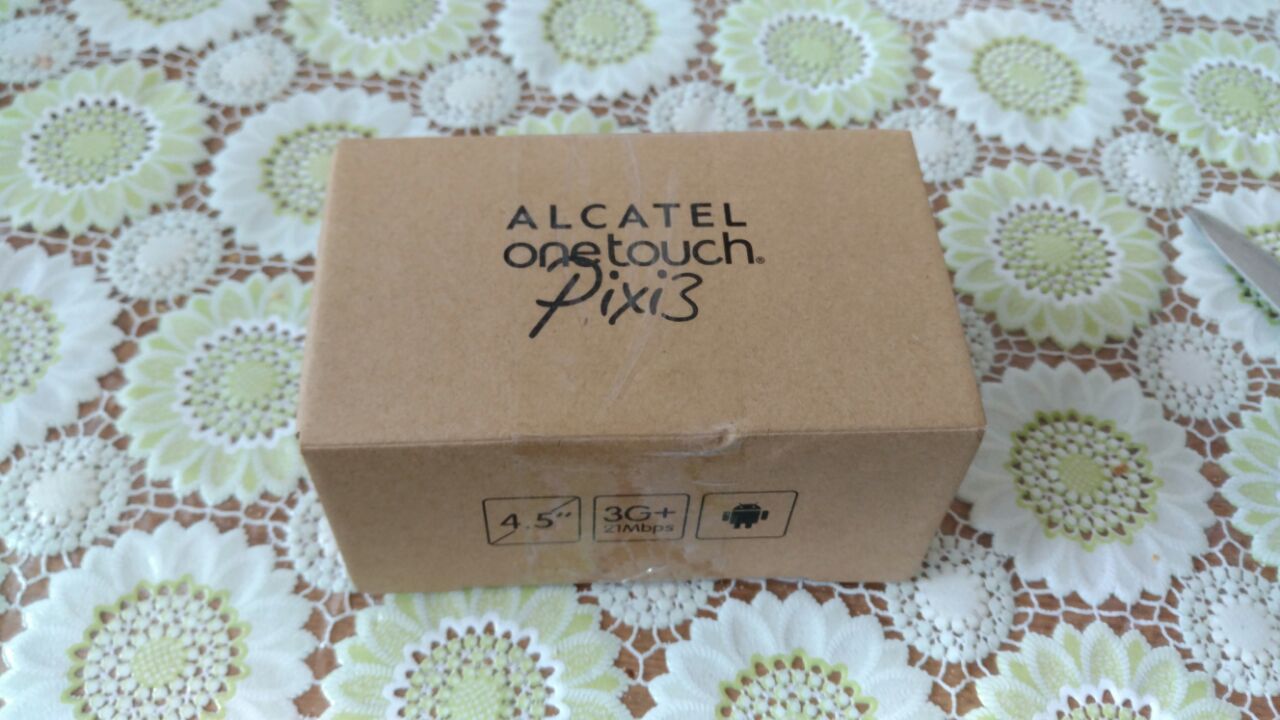 ALCATEL
onetouch®
Pixi3
4.5"
3G+
21Mbps